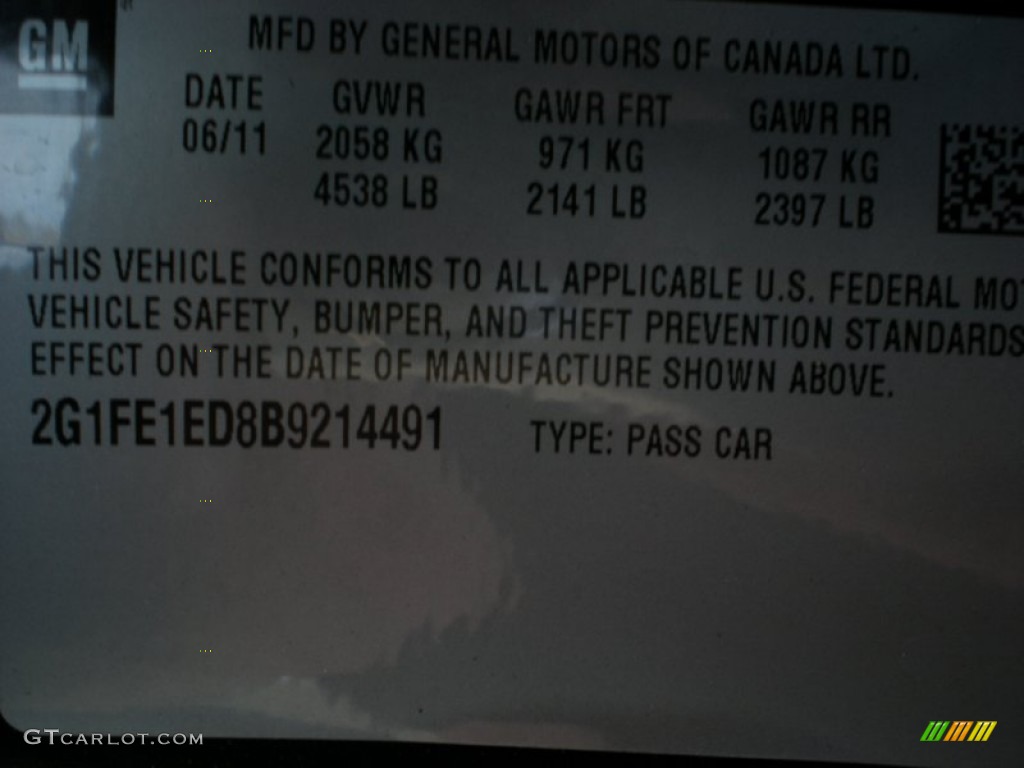 GM
MFD BY GENERAL MOTORS OF CANADA LTD.
DATE GVWR GAWR FRT GAWR RR
06/11 2058 KG 971 KG 1087 KG
4538 LB 2141 LB 2397 LB
THIS VEHICLE CONFORMS TO ALL APPLICABLE U.S. FEDERAL MOT
VEHICLE SAFETY, BUMPER, AND THEFT PREVENTION STANDARDS
EFFECT ON THE DATE OF MANUFACTURE SHOWN ABOVE.
2G1FE1ED8B9214491 TYPE: PASS CAR
GTCARLOT.COM